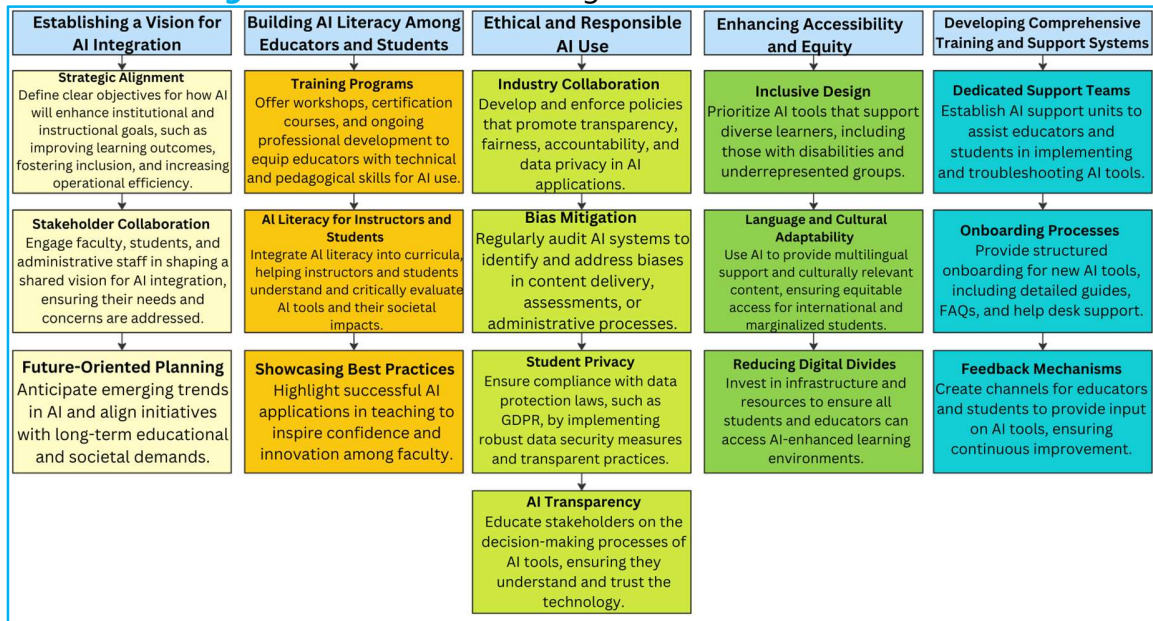 Establishing a Vision for
AI Integration
Strategic Alignment
Define clear objectives for how AI
will enhance institutional and
instructional goals, such as
improving learning outcomes,
fostering inclusion, and increasing
operational efficiency.
Stakeholder Collaboration
Engage faculty, students, and
administrative staff in shaping a
shared vision for AI integration,
ensuring their needs and
concerns are addressed.
Future-Oriented Planning
Anticipate emerging trends
in AI and align initiatives
with long-term educational
and societal demands.
Building AI Literacy Among
Educators and Students
Training Programs
Offer workshops, certification
courses, and ongoing
professional development to
equip educators with technical
and pedagogical skills for AI use.
AI Literacy for Instructors and
Students
Integrate AI literacy into curricula,
helping instructors and students
understand and critically evaluate
AI tools and their societal
impacts.
Showcasing Best Practices
Highlight successful AI
applications in teaching to
inspire confidence and
innovation among faculty.
Ethical and Responsible
AI Use
Industry Collaboration
Develop and enforce policies
that promote transparency,
fairness, accountability, and
data privacy in AI
applications.
Bias Mitigation
Regularly audit AI systems to
identify and address biases
in content delivery,
assessments, or
administrative processes.
Student Privacy
Ensure compliance with data
protection laws, such as
GDPR, by implementing
robust data security measures
and transparent practices.
AI Transparency
Educate stakeholders on the
decision-making processes of
AI tools, ensuring they
understand and trust the
technology.
Enhancing Accessibility
and Equity
Inclusive Design
Prioritize AI tools that support
diverse learners, including
those with disabilities and
underrepresented groups.
Language and Cultural
Adaptability
Use AI to provide multilingual
support and culturally relevant
content, ensuring equitable
access for international and
marginalized students.
Reducing Digital Divides
Invest in infrastructure and
resources to ensure all
students and educators can
access AI-enhanced learning
environments.
Developing Comprehensive
Training and Support Systems
Dedicated Support Teams
Establish AI support units to
assist educators and
students in implementing
and troubleshooting AI tools.
Onboarding Processes
Provide structured
onboarding for new AI tools,
including detailed guides,
FAQs, and help desk support.
Feedback Mechanisms
Create channels for educators
and students to provide input
on AI tools, ensuring
continuous improvement.